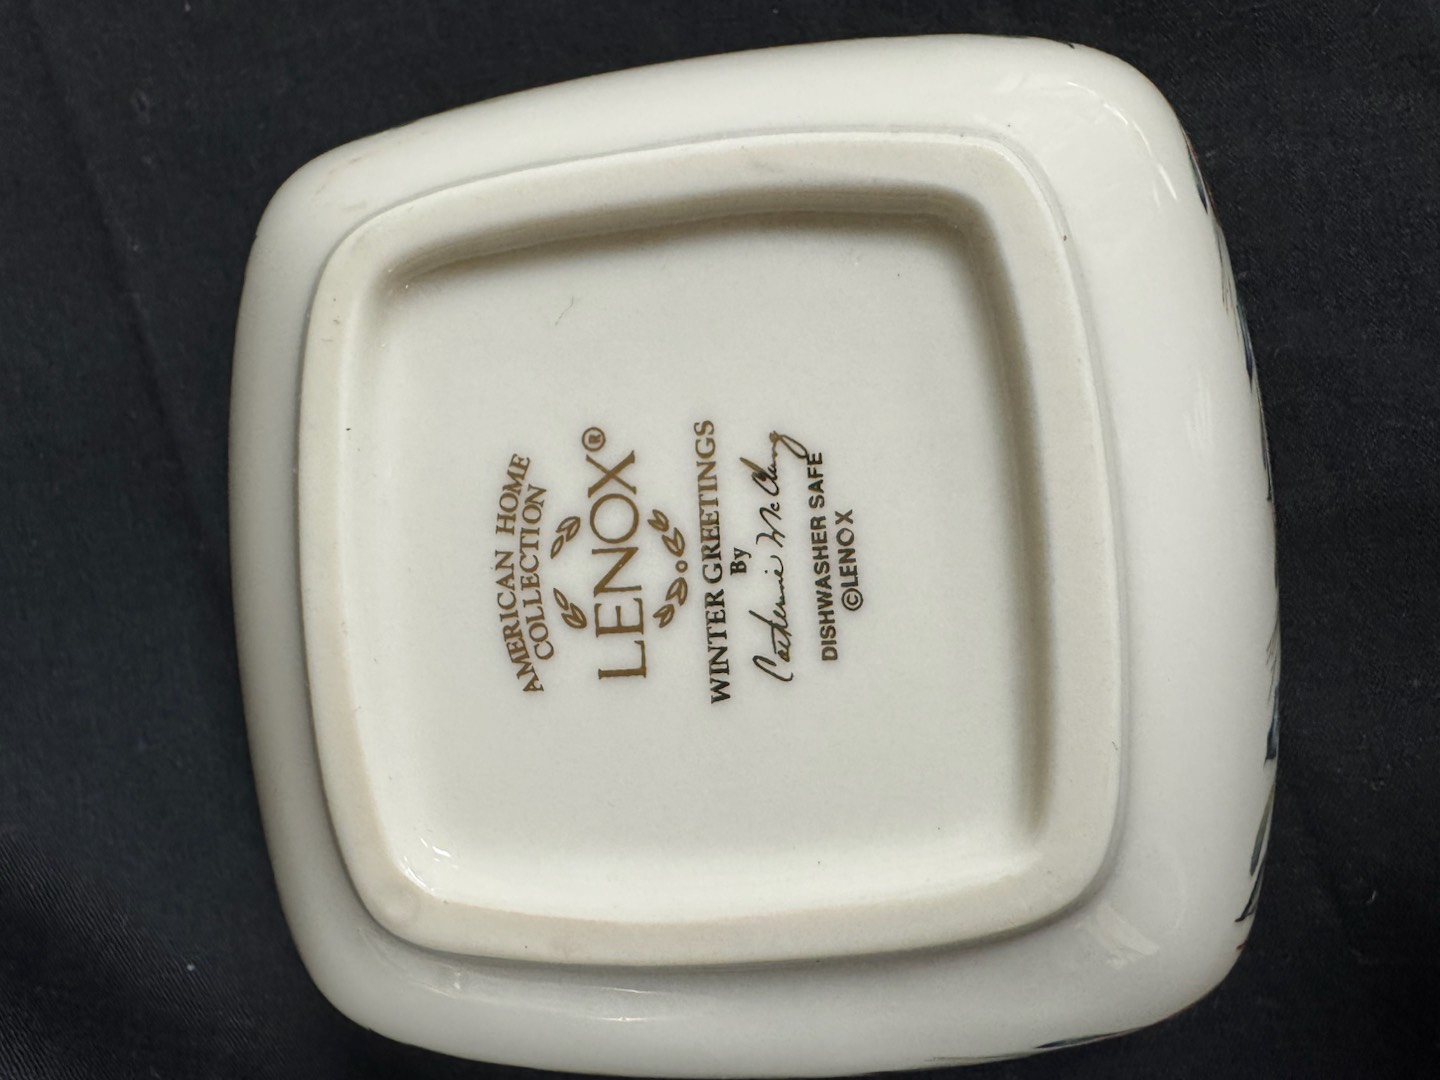 AMERICAN HOME
COLLECTION
LENOX®
WINTER GREETINGS
By
Catherine McClung
DISHWASHER SAFE
©LENOX